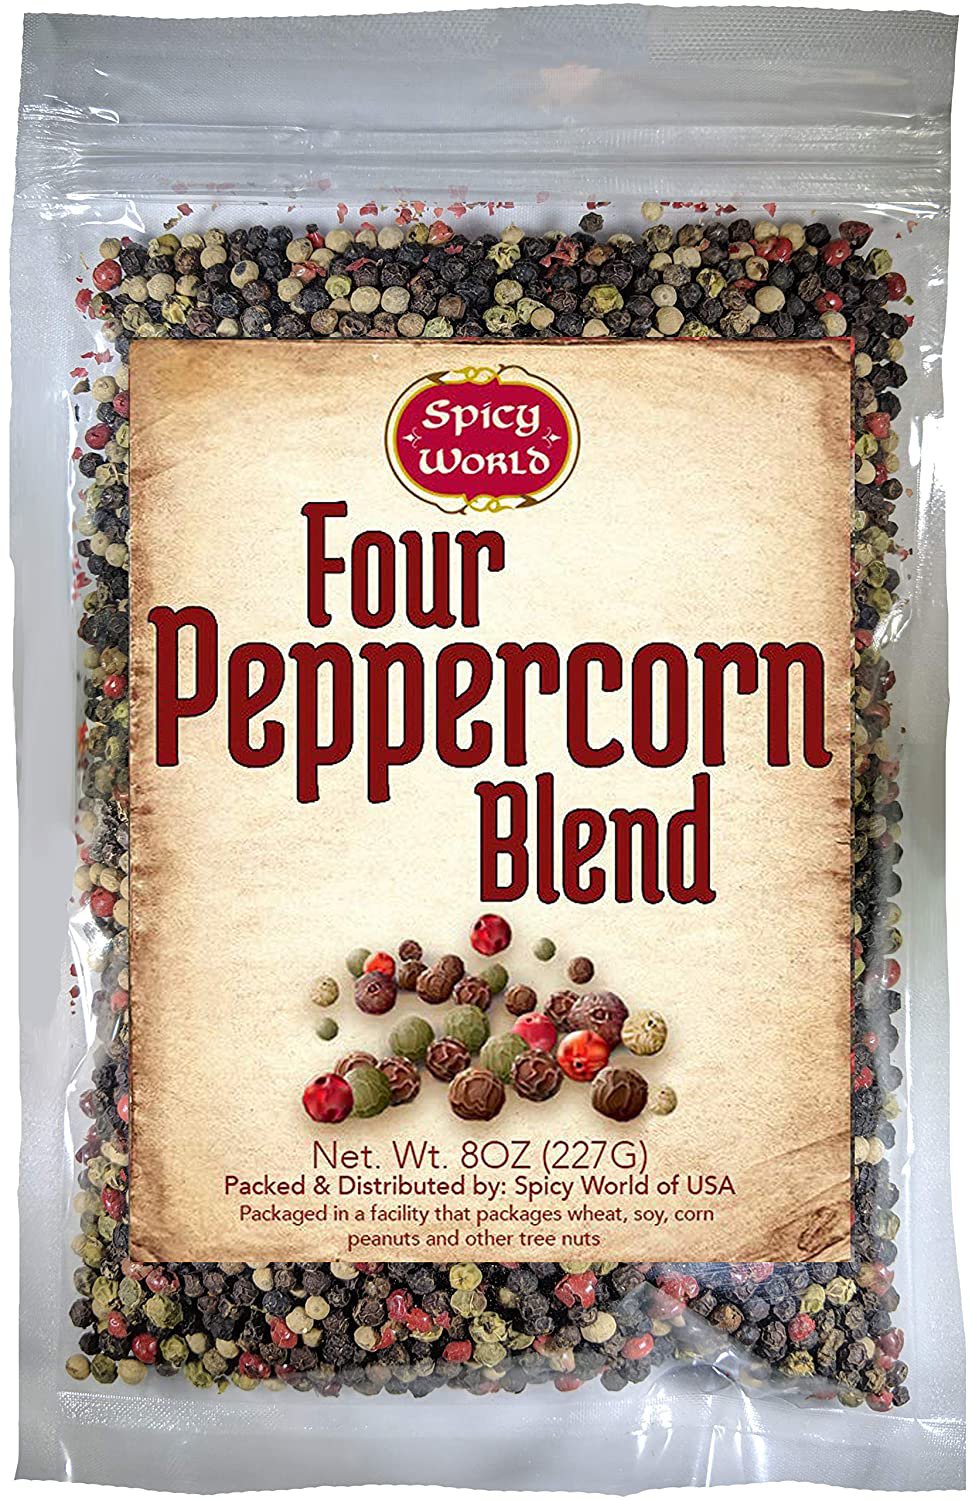 Spicy
World
Four
Peppercorn
Blend
Net. Wt. 8OZ (227G)
Packed & Distributed by: Spicy World of USA
Packaged in a facility that packages wheat, soy, corn
peanuts and other tree nuts